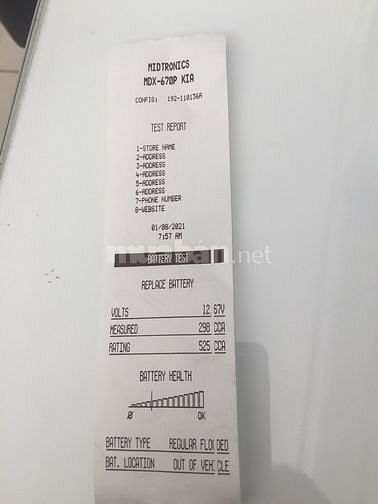 MIDTRONICS
MDX-670P KIA
CONFIG: 192-110136A
TEST REPORT
1-STORE NAME
2-ADDRESS
3-ADDRESS
4-ADDRESS
5-ADDRESS
6-ADDRESS
7-PHONE NUMBER
8-WEBSITE
01/08/2021
7:57 AM
muaban.net
BATTERY TEST
REPLACE BATTERY
VOLTS 12.67V
MEASURED 298 CCA
RATING 525 CCA
BATTERY HEALTH
0 OK
BATTERY TYPE REGULAR FLOODED
BAT. LOCATION OUT OF VEHICLE